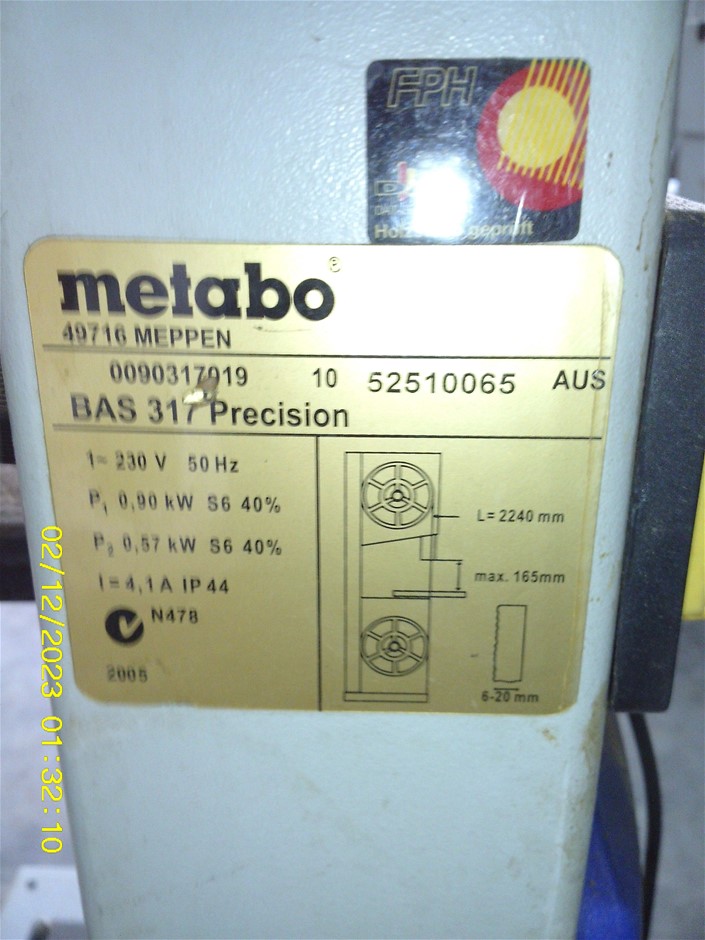 FPH
Holz geprüft
metabo®
49716 MEPPEN
0090317019 10 52510065 AUS
BAS 317 Precision
1~ 230 V 50 Hz
P1 0,90 kW S6 40%
P2 0,57 kW S6 40%
I=4,1A IP 44
N478
2005
L=2240 mm
max. 165mm
6-20 mm
02/12/2023 01:32:10